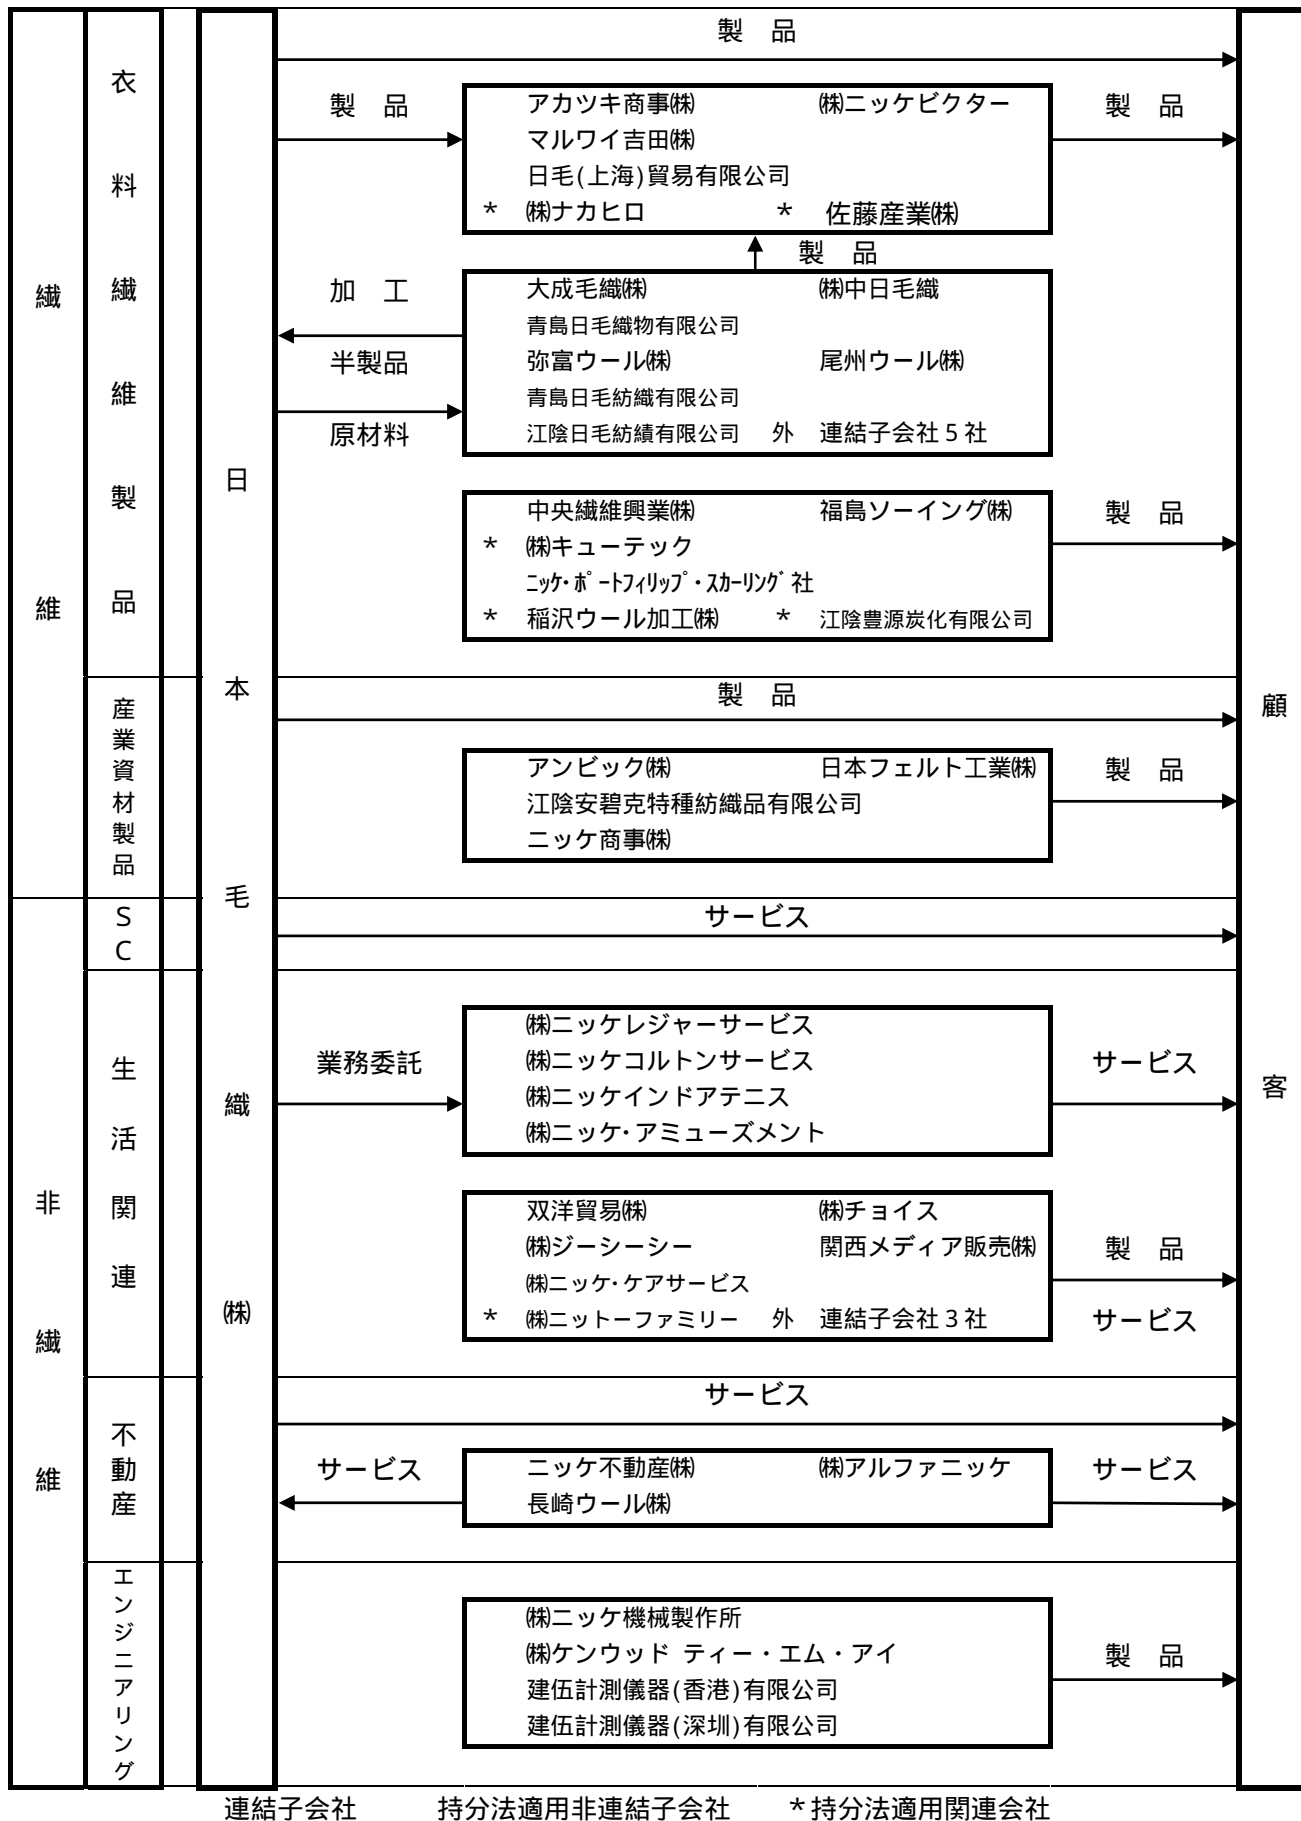 繊維
衣料繊維製品
日本毛織㈱
顧客
製 品
製 品
アカツキ商事㈱ ㈱ニッケビクター
マルワイ吉田㈱
日毛(上海)貿易有限公司
* ㈱ナカヒロ * 佐藤産業㈱
製 品
製 品
加 工
半製品
原材料
大成毛織㈱ ㈱中日毛織
青島日毛織物有限公司
弥富ウール㈱ 尾州ウール㈱
青島日毛紡織有限公司
江陰日毛紡績有限公司 外 連結子会社5社
中央繊維興業㈱ 福島ソーイング㈱
* ㈱キューテック
ニッケ・ポートフィリップ・スカーリング社
* 稲沢ウール加工㈱ * 江陰豊源炭化有限公司
製 品
産業資材製品
製 品
アンビック㈱ 日本フェルト工業㈱
江陰安碧克特種紡織品有限公司
ニッケ商事㈱
製 品
非繊維
SC
サービス
生活関連
業務委託
㈱ニッケレジャーサービス
㈱ニッケコルトンサービス
㈱ニッケインドアテニス
㈱ニッケ・アミューズメント
サービス
双洋貿易㈱ ㈱チョイス
㈱ジーシーシー 関西メディア販売㈱
㈱ニッケ・ケアサービス
* ㈱ニットーファミリー 外 連結子会社3社
製 品
サービス
不動産
サービス
サービス
ニッケ不動産㈱ ㈱アルファニッケ
長崎ウール㈱
サービス
エンジニアリング
㈱ニッケ機械製作所
㈱ケンウッド ティー・エム・アイ
建伍計測儀器(香港)有限公司
建伍計測儀器(深圳)有限公司
製 品
連結子会社 持分法適用非連結子会社 *持分法適用関連会社